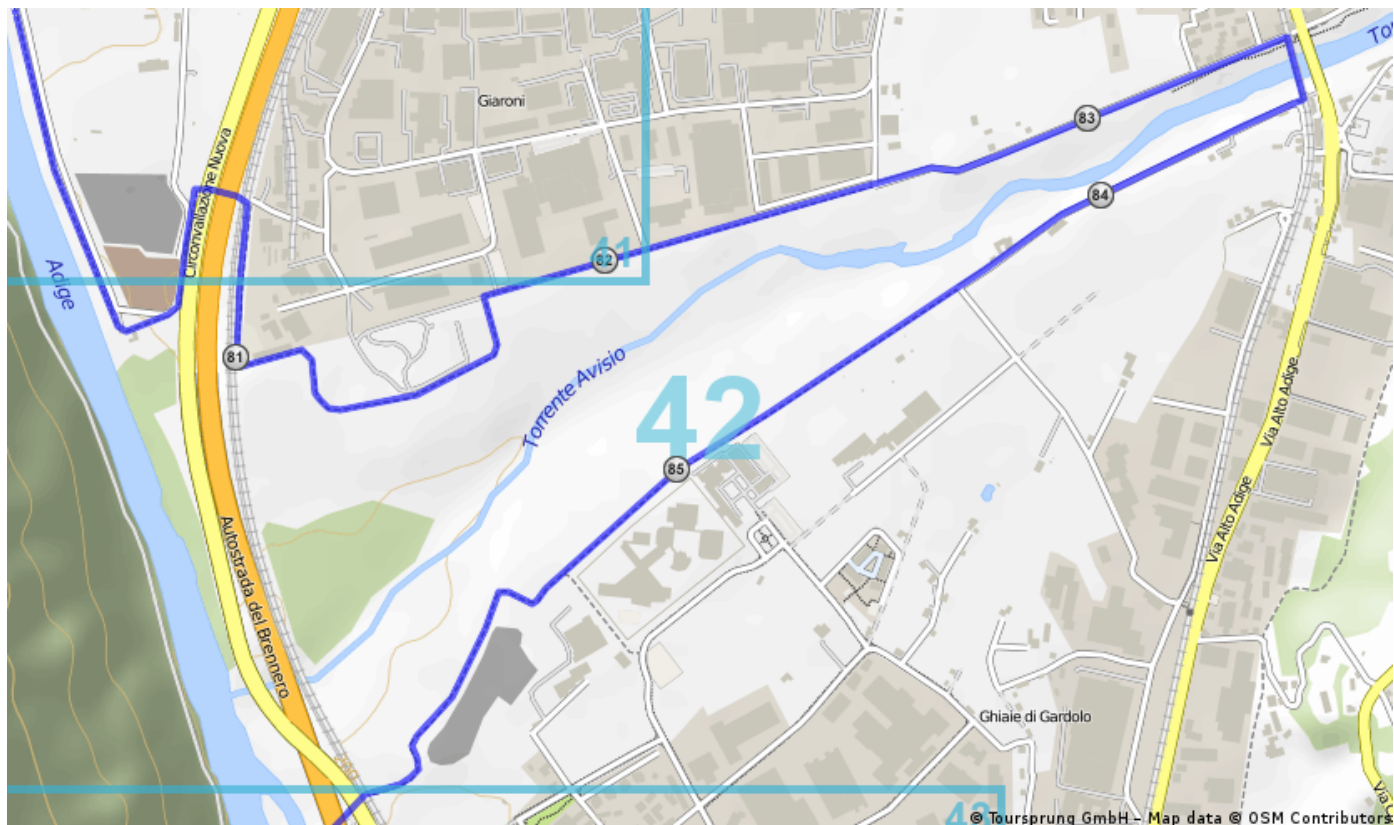 Giaroni
83
84
Circonvallazione Nuova
41
82
Adige
81
Torrente Avisio
42
85
Via Alto Adige
Via Alto Adige
Autostrada del Brennero
Ghiaie di Gardolo
43
© Toursprung GmbH – Map data © OSM Contributors